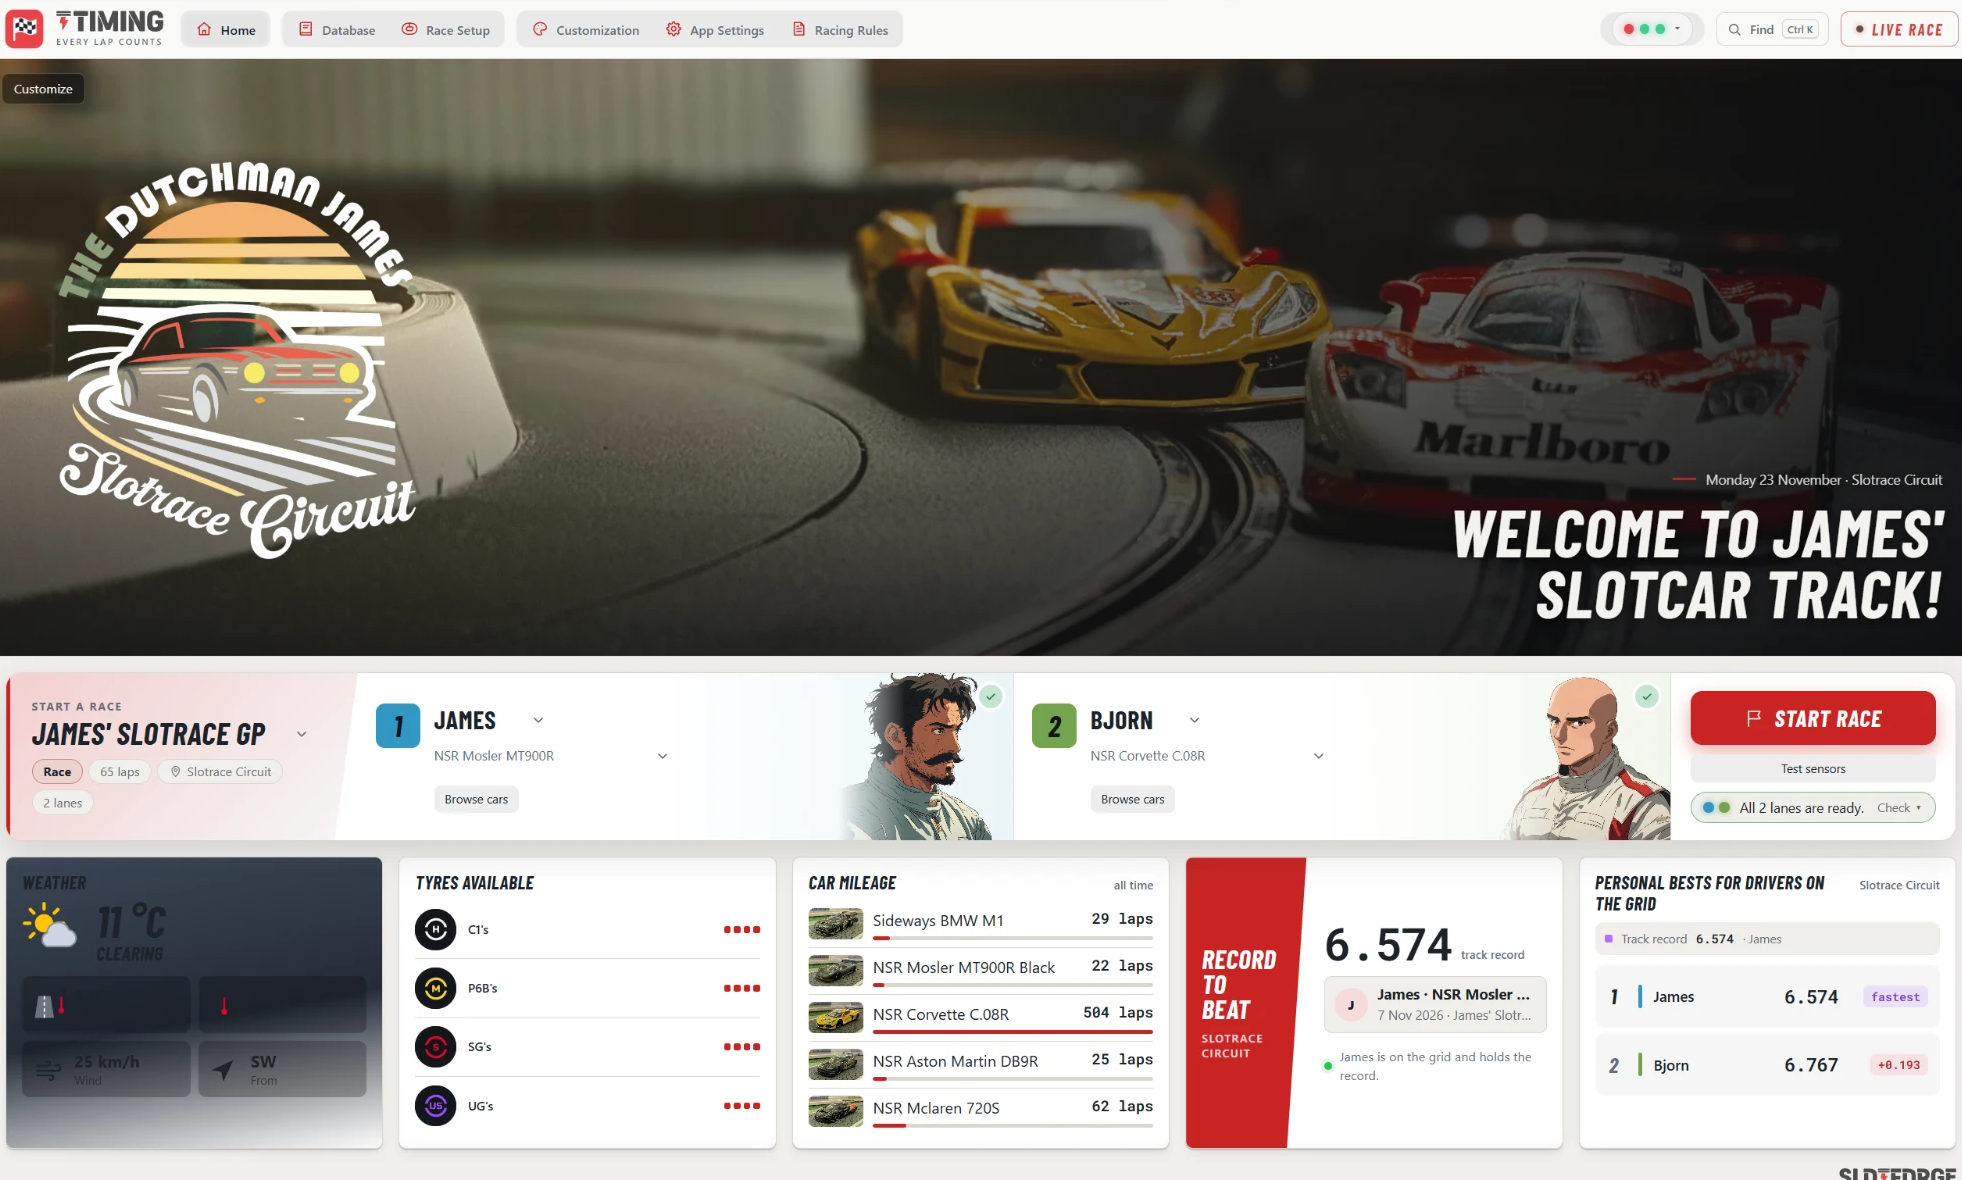 TIMING
EVERY LAP COUNTS
Home
Database
Race Setup
Customization
App Settings
Racing Rules
Find
Ctrl K
LIVE RACE
Customize
THE DUTCHMAN JAMES
Slotrace Circuit
Marlboro
Monday 23 November · Slotrace Circuit
WELCOME TO JAMES'
SLOTCAR TRACK!
START A RACE
JAMES' SLOTRACE GP
Race
65 laps
Slotrace Circuit
2 lanes
1
JAMES
NSR Mosler MT900R
Browse cars
2
BJORN
NSR Corvette C.08R
Browse cars
START RACE
Test sensors
All 2 lanes are ready.
Check
WEATHER
11 °C
CLEARING
25 km/h
Wind
SW
From
TYRES AVAILABLE
H
C1's
M
P6B's
S
SG's
US
UG's
CAR MILEAGE
all time
Sideways BMW M1
29 laps
NSR Mosler MT900R Black
22 laps
NSR Corvette C.08R
504 laps
NSR Aston Martin DB9R
25 laps
NSR Mclaren 720S
62 laps
RECORD
TO
BEAT
SLOTRACE
CIRCUIT
6.574 track record
J
James · NSR Mosler ...
7 Nov 2026 · James' Slotr...
James is on the grid and holds the
record.
PERSONAL BESTS FOR DRIVERS ON
THE GRID
Slotrace Circuit
Track record 6.574 · James
1 James 6.574 fastest
2 Bjorn 6.767 +0.193